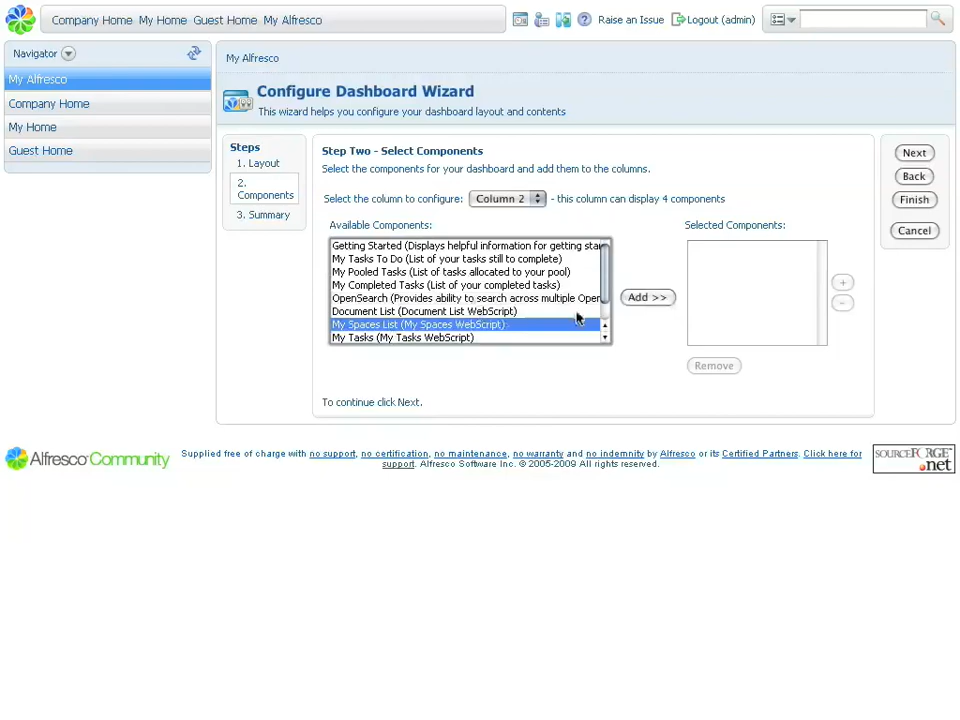 Company Home My Home Guest Home My Alfresco
Raise an Issue
Logout (admin)
Navigator
My Alfresco
Company Home
My Home
Guest Home
My Alfresco
Configure Dashboard Wizard
This wizard helps you configure your dashboard layout and contents
Steps
1. Layout
2.
Components
3. Summary
Step Two - Select Components
Select the components for your dashboard and add them to the columns.
Select the column to configure: Column 2 - this column can display 4 components
Available Components:
Getting Started (Displays helpful information for getting star
My Tasks To Do (List of your tasks still to complete)
My Pooled Tasks (List of tasks allocated to your pool)
My Completed Tasks (List of your completed tasks)
OpenSearch (Provides ability to search across multiple Open
Document List (Document List WebScript)
My Spaces List (My Spaces WebScript)
My Tasks (My Tasks WebScript)
Add >>
Selected Components:
+
-
Remove
To continue click Next.
Next
Back
Finish
Cancel
Alfresco Community
Supplied free of charge with no support, no certification, no maintenance, no warranty and no indemnity by Alfresco or its Certified Partners. Click here for
support. Alfresco Software Inc. © 2005-2009 All rights reserved.
SOURCEFORGE
.net